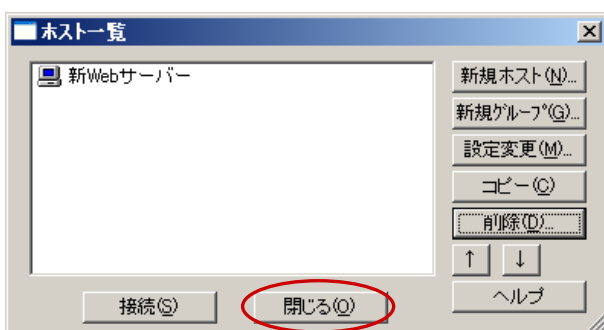 ホスト一覧
新Webサーバー
新規ホスト(N)...
新規グループ(G)...
設定変更(M)...
コピー(C)
削除(D)...
↑ ↓
接続(S) 閉じる(O) ヘルプ